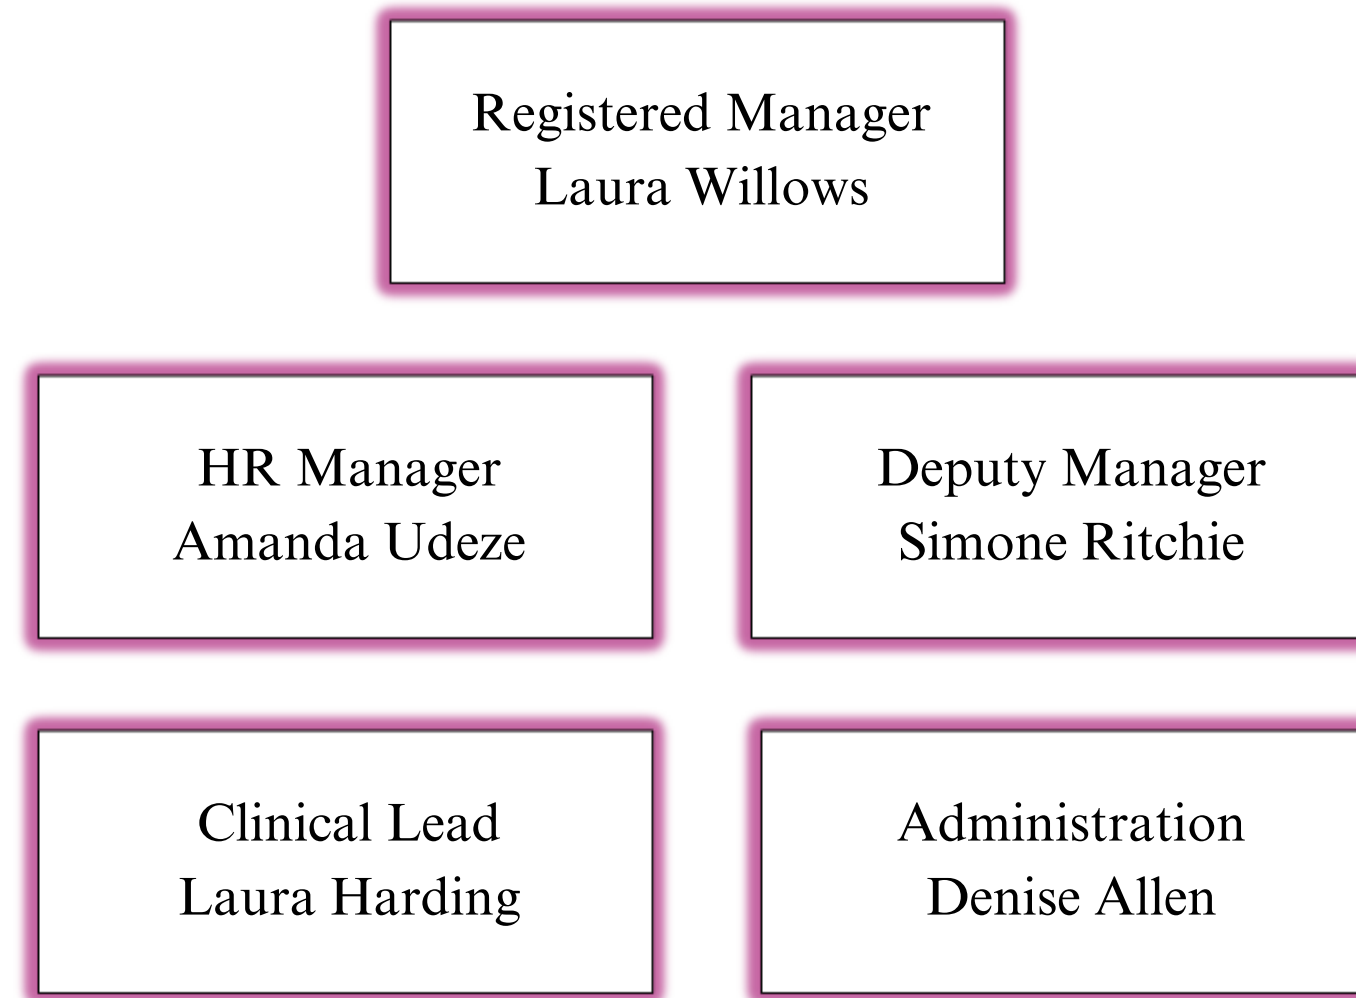 Registered Manager
Laura Willows
HR Manager
Amanda Udeze
Deputy Manager
Simone Ritchie
Clinical Lead
Laura Harding
Administration
Denise Allen